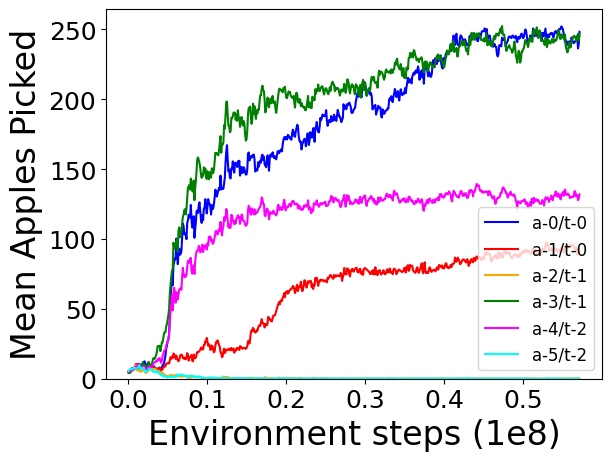 Mean Apples Picked
250
200
150
100
50
0
0.0 0.1 0.2 0.3 0.4 0.5
Environment steps (1e8)
a-0/t-0
a-1/t-0
a-2/t-1
a-3/t-1
a-4/t-2
a-5/t-2